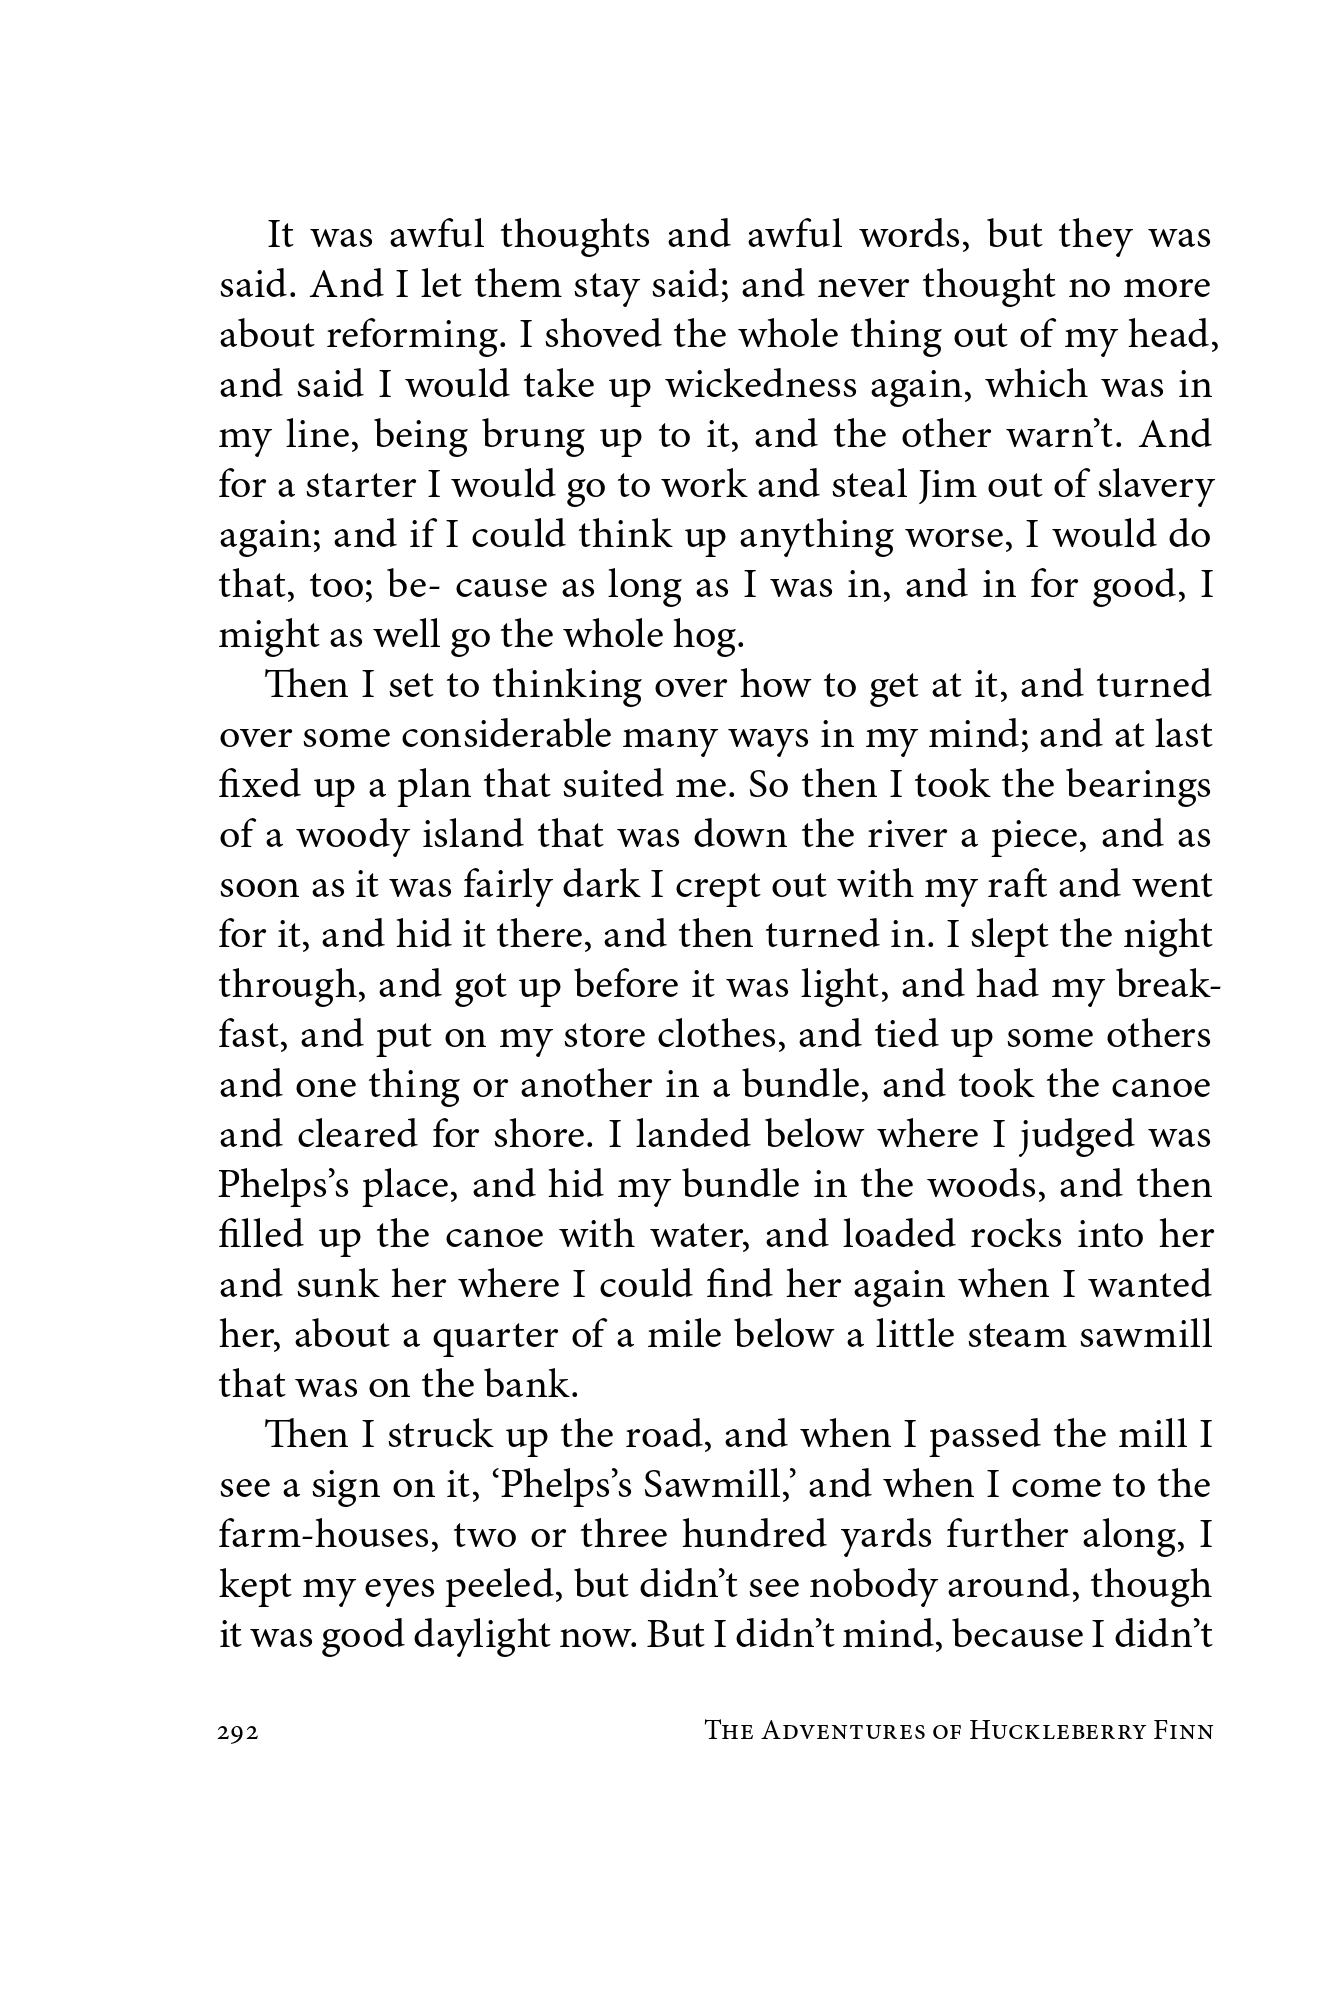 It was awful thoughts and awful words, but they was
said. And I let them stay said; and never thought no more
about reforming. I shoved the whole thing out of my head,
and said I would take up wickedness again, which was in
my line, being brung up to it, and the other warn’t. And
for a starter I would go to work and steal Jim out of slavery
again; and if I could think up anything worse, I would do
that, too; be- cause as long as I was in, and in for good, I
might as well go the whole hog.
Then I set to thinking over how to get at it, and turned
over some considerable many ways in my mind; and at last
fixed up a plan that suited me. So then I took the bearings
of a woody island that was down the river a piece, and as
soon as it was fairly dark I crept out with my raft and went
for it, and hid it there, and then turned in. I slept the night
through, and got up before it was light, and had my break-
fast, and put on my store clothes, and tied up some others
and one thing or another in a bundle, and took the canoe
and cleared for shore. I landed below where I judged was
Phelps’s place, and hid my bundle in the woods, and then
filled up the canoe with water, and loaded rocks into her
and sunk her where I could find her again when I wanted
her, about a quarter of a mile below a little steam sawmill
that was on the bank.
Then I struck up the road, and when I passed the mill I
see a sign on it, ‘Phelps’s Sawmill,’ and when I come to the
farm-houses, two or three hundred yards further along, I
kept my eyes peeled, but didn’t see nobody around, though
it was good daylight now. But I didn’t mind, because I didn’t
292 The Adventures of Huckleberry Finn